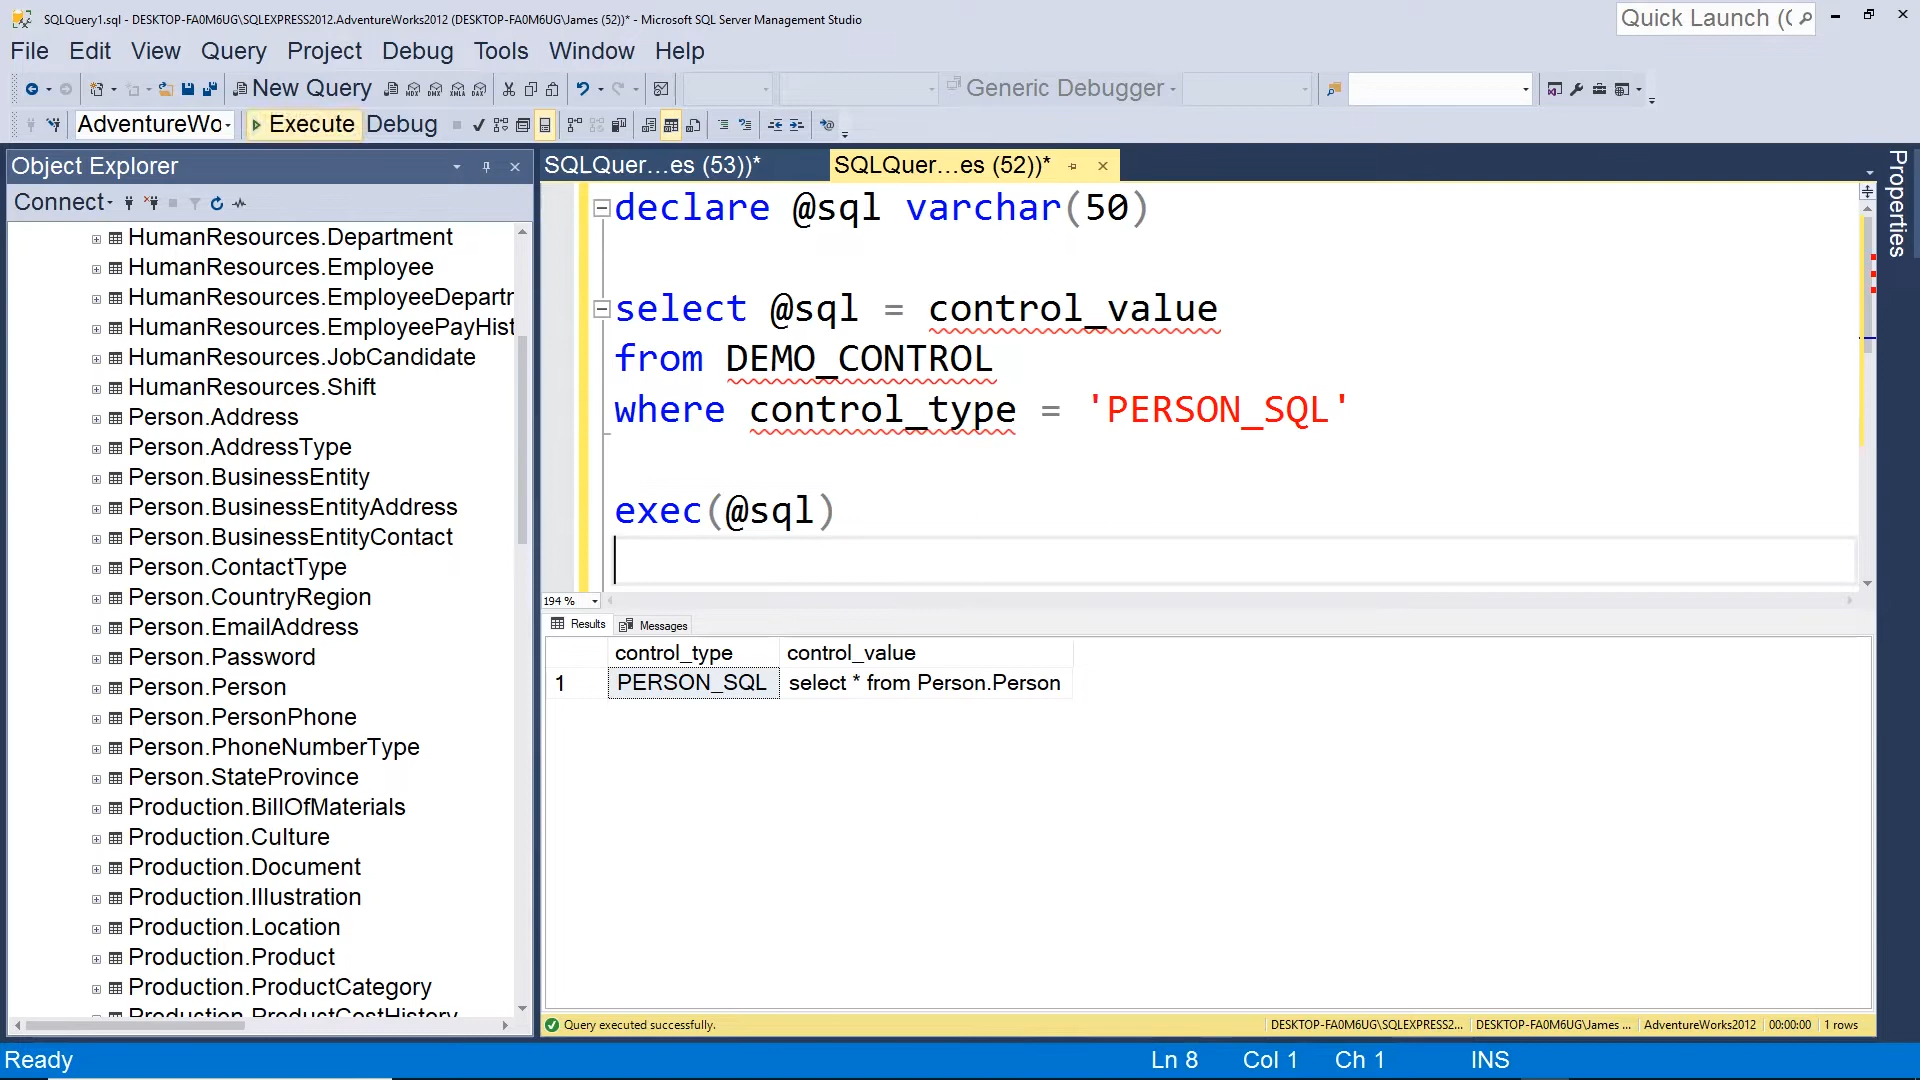 SQLQuery1.sql - DESKTOP-FA0M6UG\SQLEXPRESS2012.AdventureWorks2012 (DESKTOP-FA0M6UG\James (52))* - Microsoft SQL Server Management Studio
Quick Launch (
File Edit View Query Project Debug Tools Window Help
New Query
Generic Debugger
AdventureWo
Execute Debug
Object Explorer
Connect
HumanResources.Department
HumanResources.Employee
HumanResources.EmployeeDepartr
HumanResources.EmployeePayHist
HumanResources.JobCandidate
HumanResources.Shift
Person.Address
Person.AddressType
Person.BusinessEntity
Person.BusinessEntityAddress
Person.BusinessEntityContact
Person.ContactType
Person.CountryRegion
Person.EmailAddress
Person.Password
Person.Person
Person.PersonPhone
Person.PhoneNumberType
Person.StateProvince
Production.BillOfMaterials
Production.Culture
Production.Document
Production.Illustration
Production.Location
Production.Product
Production.ProductCategory
Production.ProductCostHistory
SQLQuer...es (53))*
SQLQuer...es (52))*
Properties
declare @sql varchar(50)
select @sql = control_value
from DEMO_CONTROL
where control_type = 'PERSON_SQL'
exec(@sql)
194 %
Results Messages
control_type control_value
1 PERSON_SQL select * from Person.Person
Query executed successfully.
DESKTOP-FA0M6UG\SQLEXPRESS2... DESKTOP-FA0M6UG\James ... AdventureWorks2012 00:00:00 1 rows
Ready
Ln 8 Col 1 Ch 1 INS